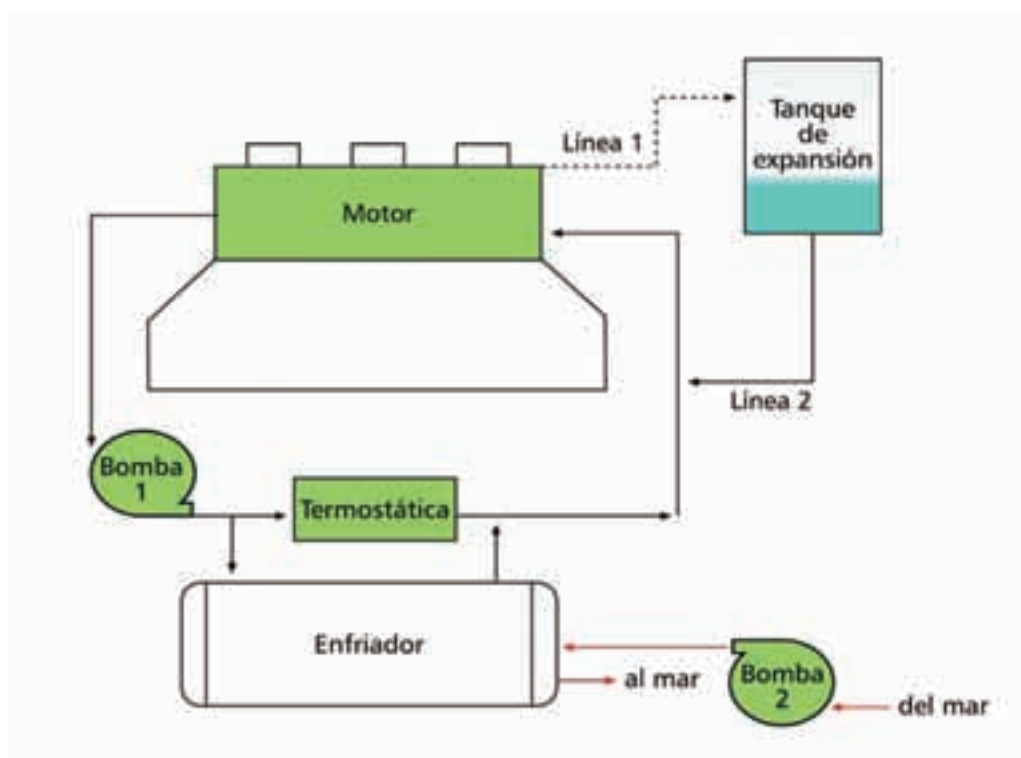 Línea 1
Tanque
de
expansión
Motor
Línea 2
Bomba
1
Termostática
Enfriador
al mar
Bomba
2
del mar